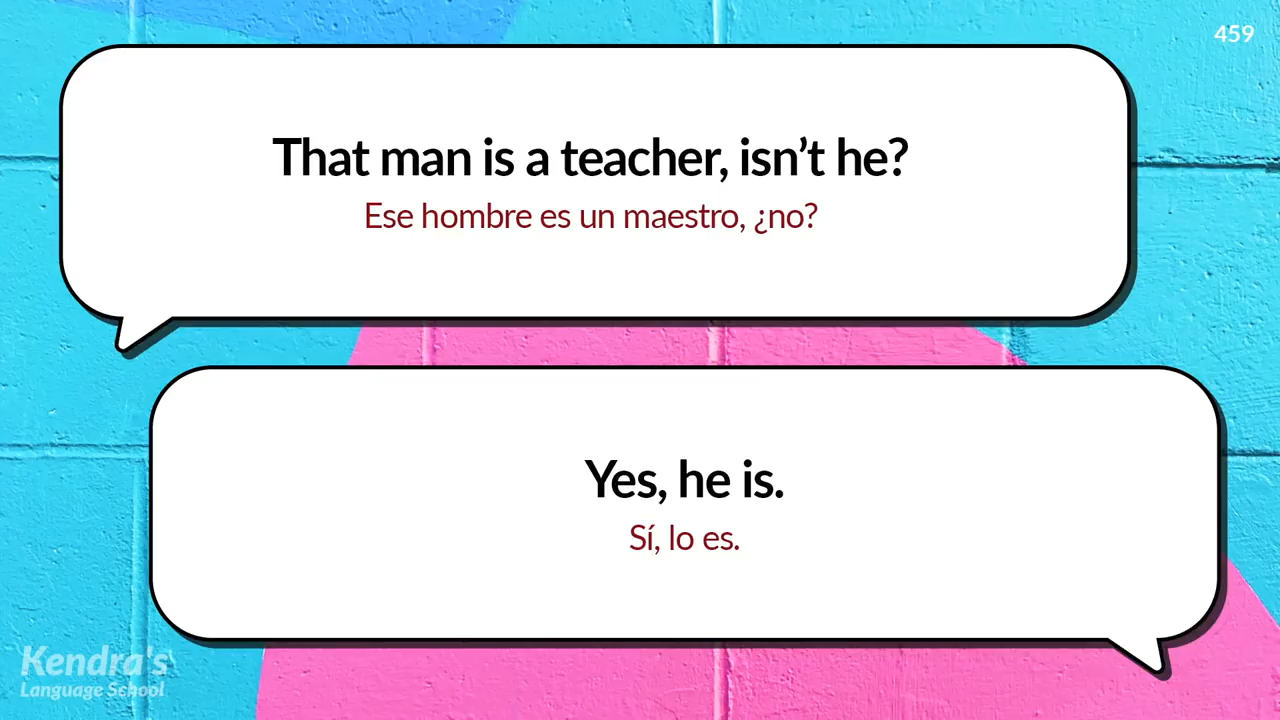 459
That man is a teacher, isn’t he?
Ese hombre es un maestro, ¿no?
Yes, he is.
Sí, lo es.
Kendra's
Language School